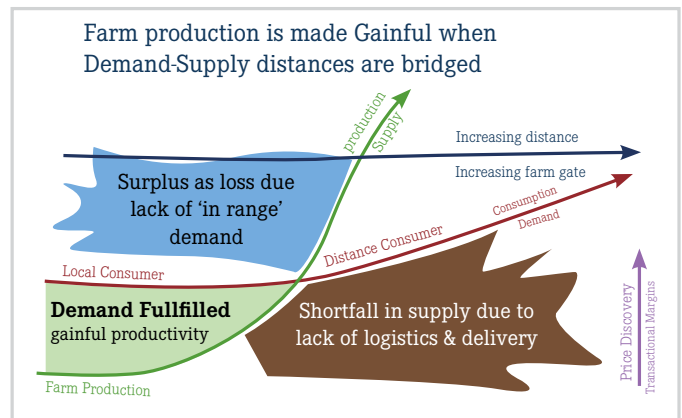 Farm production is made Gainful when
Demand-Supply distances are bridged
production
Supply
Increasing distance
Increasing farm gate
Surplus as loss due
lack of 'in range'
demand
Consumption
Demand
Distance Consumer
Local Consumer
Demand Fullfilled
gainful productivity
Shortfall in supply due to
lack of logistics & delivery
Farm Production
Price Discovery
Transactional Margins